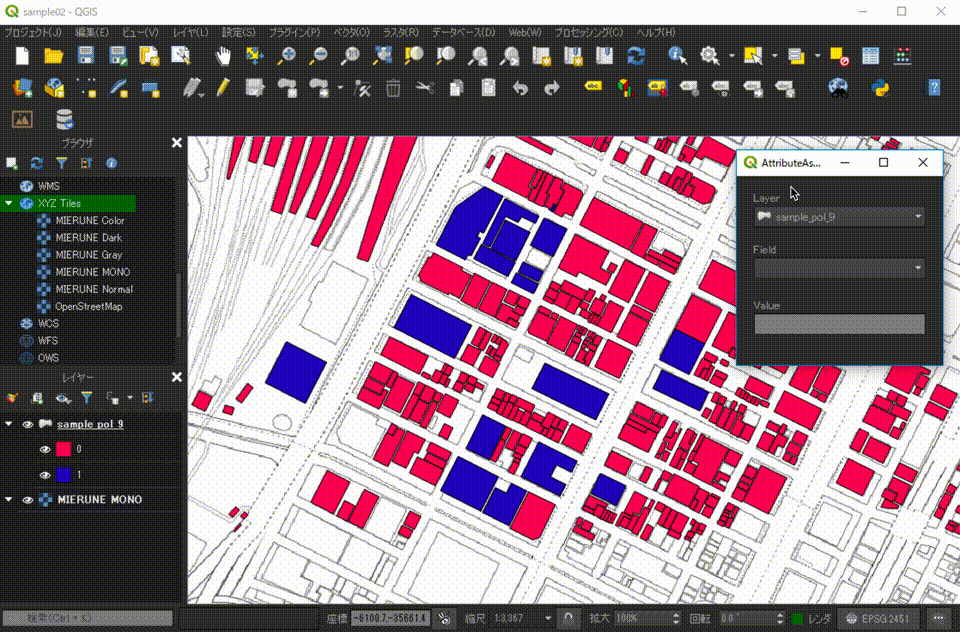 sample02 - QGIS
プロジェクト(J) 編集(E) ビュー(V) レイヤ(L) 設定(S) プラグイン(P) ベクタ(O) ラスタ(R) データベース(D) Web(W) プロセッシング(C) ヘルプ(H)
abc
ブラウザ
WMS
XYZ Tiles
MIERUNE Color
MIERUNE Dark
MIERUNE Gray
MIERUNE MONO
MIERUNE Normal
OpenStreetMap
WCS
WFS
OWS
レイヤー
sample_pol_9
0
1
MIERUNE MONO
AttributeAs...
Layer
sample_pol_9
Field
Value
検索(Ctrl + K) 座標 -6100.7,-35661.4 縮尺 1:3,367 拡大 100% 回転 0.0° レンダ EPSG:2451